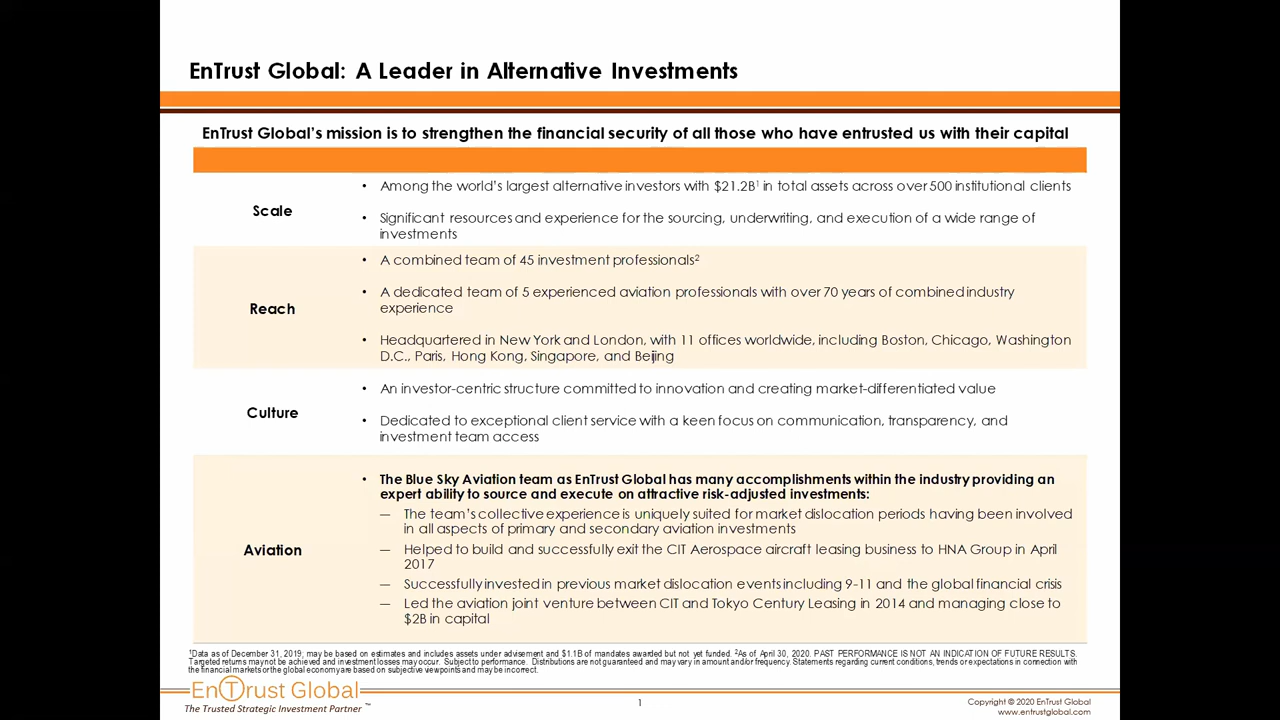 EnTrust Global: A Leader in Alternative Investments
EnTrust Global's mission is to strengthen the financial security of all those who have entrusted us with their capital
Scale
• Among the world's largest alternative investors with $21.2B¹ in total assets across over 500 institutional clients
• Significant resources and experience for the sourcing, underwriting, and execution of a wide range of
investments
Reach
• A combined team of 45 investment professionals²
• A dedicated team of 5 experienced aviation professionals with over 70 years of combined industry
experience
• Headquartered in New York and London, with 11 offices worldwide, including Boston, Chicago, Washington
D.C., Paris, Hong Kong, Singapore, and Beijing
Culture
• An investor-centric structure committed to innovation and creating market-differentiated value
• Dedicated to exceptional client service with a keen focus on communication, transparency, and
investment team access
Aviation
• The Blue Sky Aviation team as EnTrust Global has many accomplishments within the industry providing an
expert ability to source and execute on attractive risk-adjusted investments:
— The team's collective experience is uniquely suited for market dislocation periods having been involved
in all aspects of primary and secondary aviation investments
— Helped to build and successfully exit the CIT Aerospace aircraft leasing business to HNA Group in April
2017
— Successfully invested in previous market dislocation events including 9-11 and the global financial crisis
— Led the aviation joint venture between CIT and Tokyo Century Leasing in 2014 and managing close to
$2B in capital
¹Data as of December 31, 2019; may be based on estimates and includes assets under advisement and $1.1B of mandates awarded but not yet funded. ²As of April 30, 2020. PAST PERFORMANCE IS NOT AN INDICATION OF FUTURE RESULTS.
Targeted returns may not be achieved and investment losses may occur. Subject to performance. Distributions are not guaranteed and may vary in amount and/or frequency. Statements regarding current conditions, trends or expectations in connection with
the financial markets or the global economy are based on subjective viewpoints and may be incorrect.
EnTrust Global
The Trusted Strategic Investment Partner ™
1
Copyright © 2020 EnTrust Global
www.entrustglobal.com